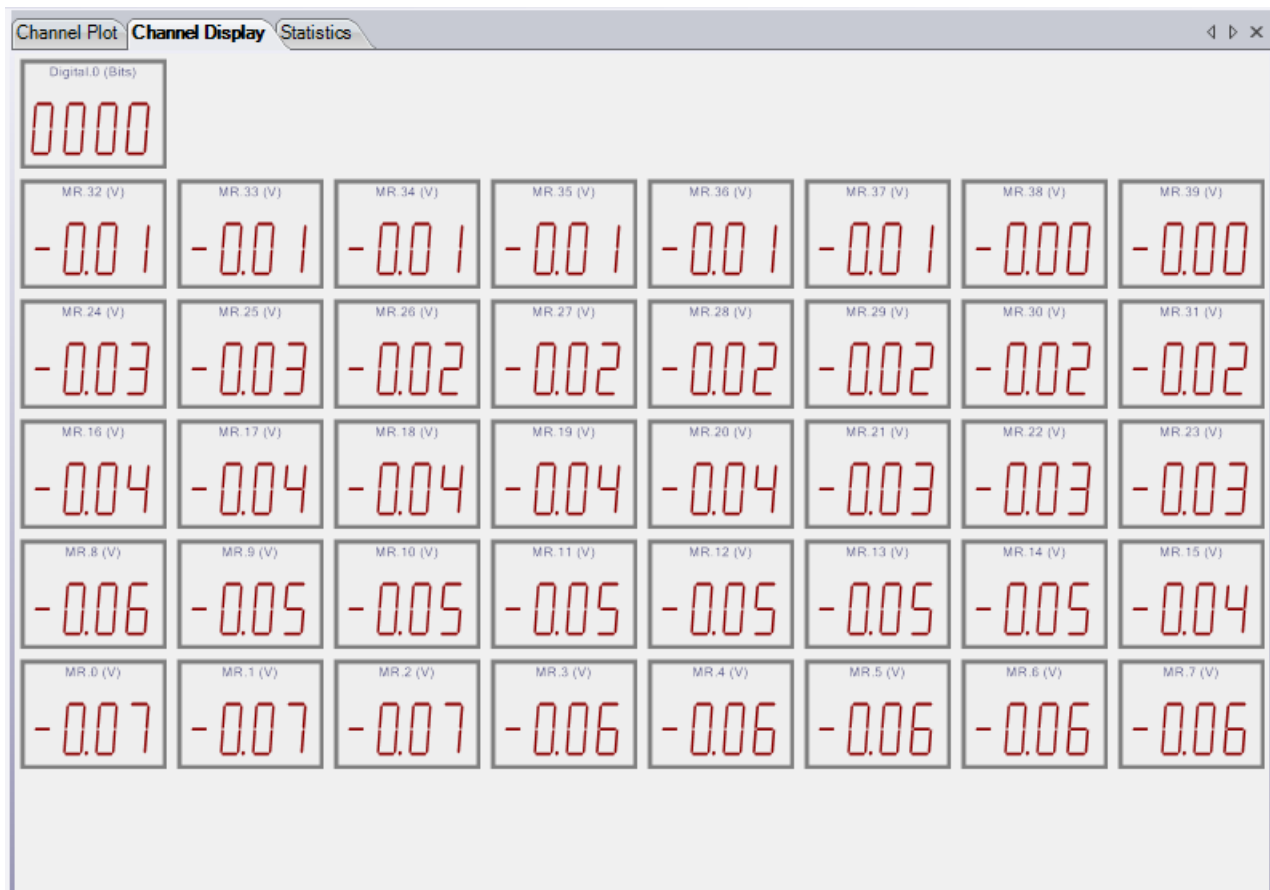 Channel Plot Channel Display Statistics
Digital.0 (Bits)
0000
MR.32 (V) MR.33 (V) MR.34 (V) MR.35 (V) MR.36 (V) MR.37 (V) MR.38 (V) MR.39 (V)
-0.01 -0.01 -0.01 -0.01 -0.01 -0.01 -0.00 -0.00
MR.24 (V) MR.25 (V) MR.26 (V) MR.27 (V) MR.28 (V) MR.29 (V) MR.30 (V) MR.31 (V)
-0.03 -0.03 -0.02 -0.02 -0.02 -0.02 -0.02 -0.02
MR.16 (V) MR.17 (V) MR.18 (V) MR.19 (V) MR.20 (V) MR.21 (V) MR.22 (V) MR.23 (V)
-0.04 -0.04 -0.04 -0.04 -0.04 -0.03 -0.03 -0.03
MR.8 (V) MR.9 (V) MR.10 (V) MR.11 (V) MR.12 (V) MR.13 (V) MR.14 (V) MR.15 (V)
-0.06 -0.05 -0.05 -0.05 -0.05 -0.05 -0.05 -0.04
MR.0 (V) MR.1 (V) MR.2 (V) MR.3 (V) MR.4 (V) MR.5 (V) MR.6 (V) MR.7 (V)
-0.07 -0.07 -0.07 -0.06 -0.06 -0.06 -0.06 -0.06